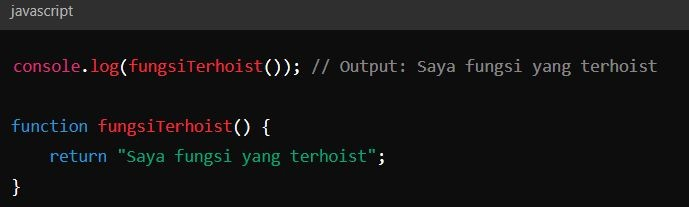 javascript
console.log(fungsiTerhoist()); // Output: Saya fungsi yang terhoist
function fungsiTerhoist() {
    return "Saya fungsi yang terhoist";
}